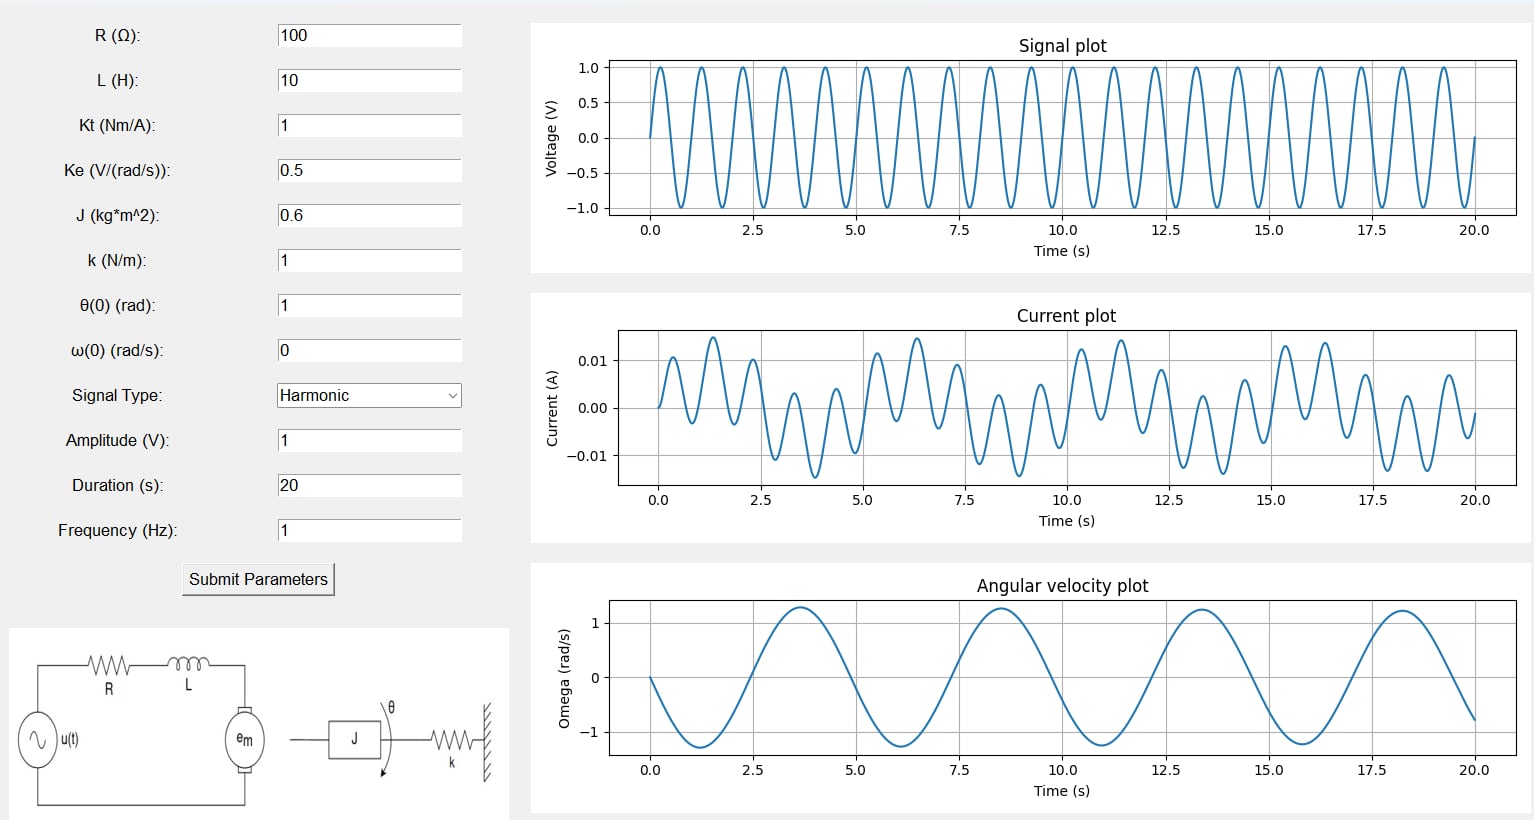 R (Ω): 100
L (H): 10
Kt (Nm/A): 1
Ke (V/(rad/s)): 0.5
J (kg*m^2): 0.6
k (N/m): 1
θ(0) (rad): 1
ω(0) (rad/s): 0
Signal Type: Harmonic
Amplitude (V): 1
Duration (s): 20
Frequency (Hz): 1
Submit Parameters
R
L
u(t)
em
J
θ
k
Signal plot
Voltage (V)
1.0
0.5
0.0
−0.5
−1.0
0.0 2.5 5.0 7.5 10.0 12.5 15.0 17.5 20.0
Time (s)
Current plot
Current (A)
0.01
0.00
−0.01
0.0 2.5 5.0 7.5 10.0 12.5 15.0 17.5 20.0
Time (s)
Angular velocity plot
Omega (rad/s)
1
0
−1
0.0 2.5 5.0 7.5 10.0 12.5 15.0 17.5 20.0
Time (s)